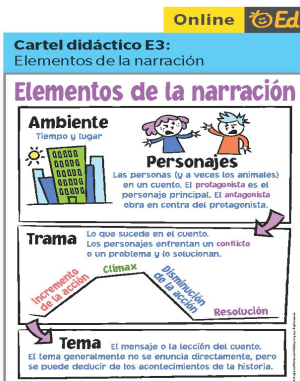 Online
Ed
Cartel didáctico E3:
Elementos de la narración
Elementos de la narración
Ambiente
Tiempo y lugar
Personajes
Las personas (y a veces los animales)
en un cuento. El protagonista es el
personaje principal. El antagonista
obra en contra del protagonista.
Trama
Lo que sucede en el cuento.
Los personajes enfrentan un conflicto
o un problema y lo solucionan.
Clímax
Incremento
de la acción
Disminución
de la acción
Resolución
Tema
El mensaje o la lección del cuento.
El tema generalmente no se enuncia directamente, pero
se puede deducir de los acontecimientos de la historia.